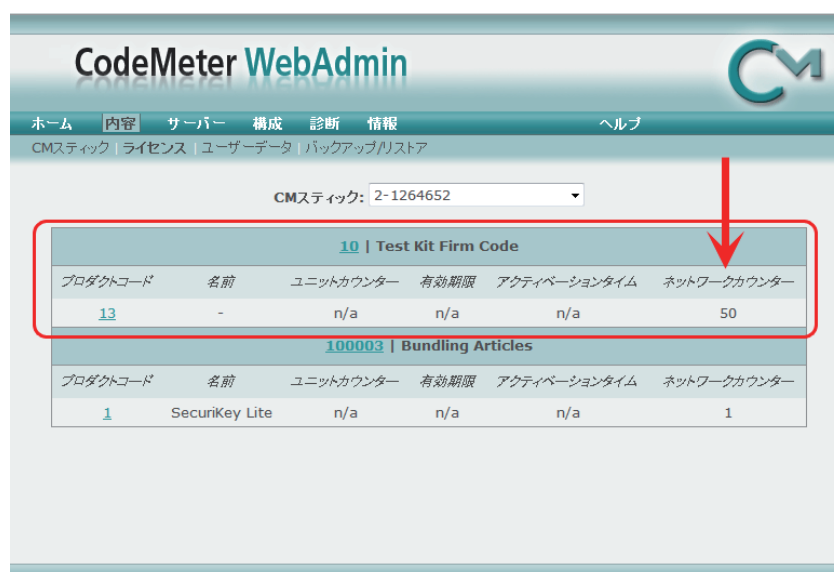 CodeMeter WebAdmin
CM
ホーム 内容 サーバー 構成 診断 情報 ヘルプ
CMスティック | ライセンス | ユーザーデータ | バックアップ/リストア
CMスティック: 2-1264652
10 | Test Kit Firm Code
プロダクトコード 名前 ユニットカウンター 有効期限 アクティベーションタイム ネットワークカウンター
13 - n/a n/a n/a 50
100003 | Bundling Articles
プロダクトコード 名前 ユニットカウンター 有効期限 アクティベーションタイム ネットワークカウンター
1 SecuriKey Lite n/a n/a n/a 1